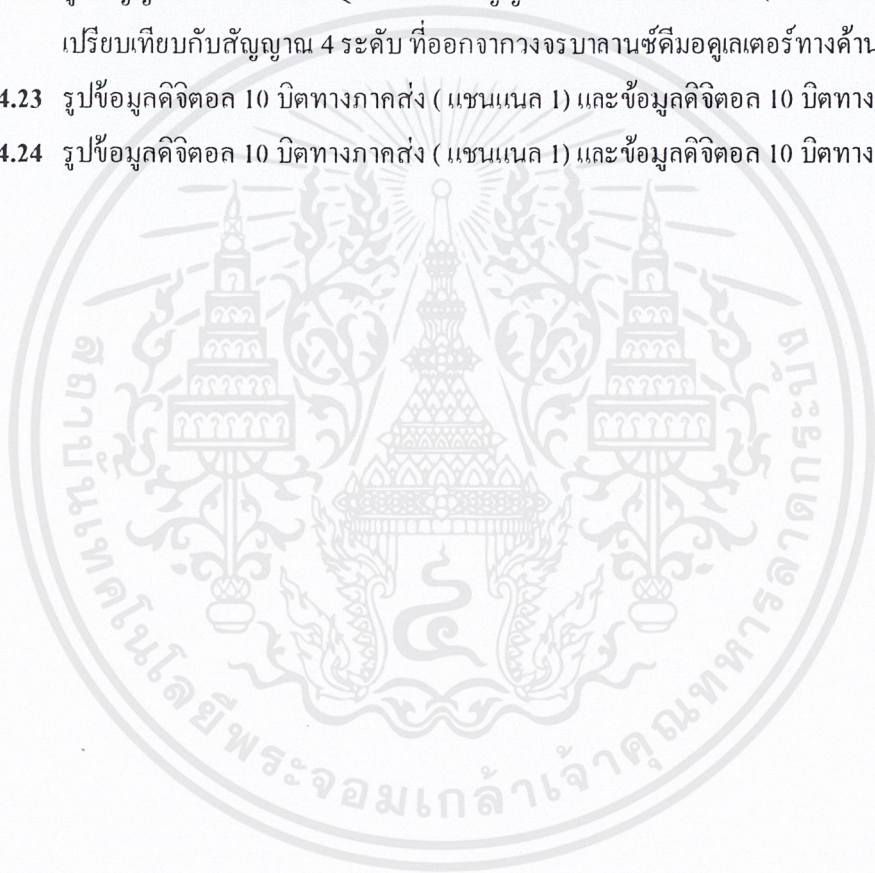 เปรียบเทียบกับสัญญาณ 4 ระดับ ที่ออกจากวงจรบาลานซ์ดีมอดูเลเตอร์ทางด้าน
4.23 รูปข้อมูลดิจิตอล 10 บิตทางภาคส่ง ( แชนแนล 1) และข้อมูลดิจิตอล 10 บิตทาง
4.24 รูปข้อมูลดิจิตอล 10 บิตทางภาคส่ง ( แชนแนล 1) และข้อมูลดิจิตอล 10 บิตทาง
สถาบันเทคโนโลยีพระจอมเกล้าเจ้าคุณทหารลาดกระบัง